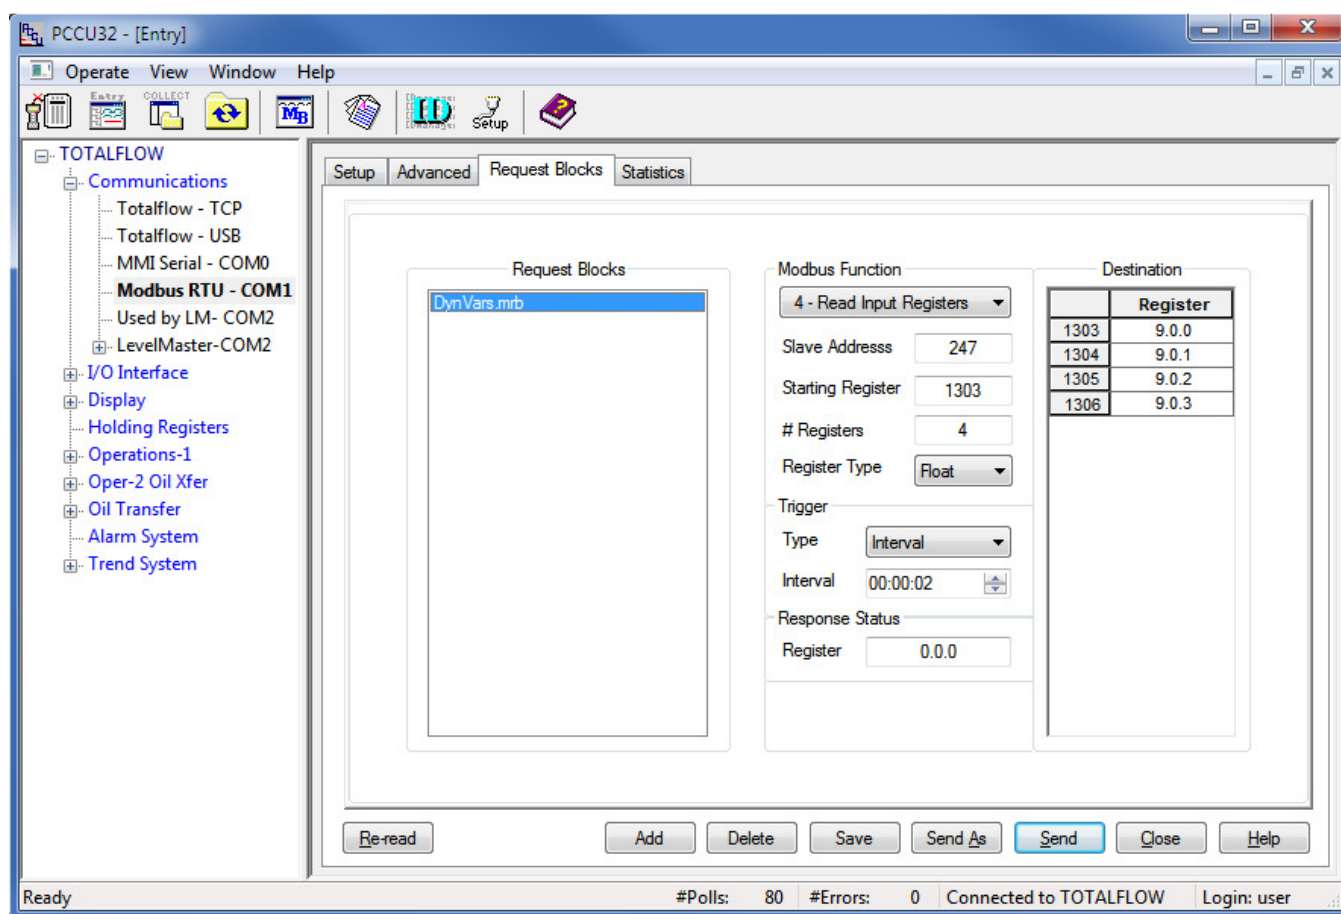 PCCU32 - [Entry]
Operate View Window Help
Entry COLLECT MB ID Setup
TOTALFLOW
Communications
Totalflow - TCP
Totalflow - USB
MMI Serial - COM0
Modbus RTU - COM1
Used by LM- COM2
LevelMaster-COM2
I/O Interface
Display
Holding Registers
Operations-1
Oper-2 Oil Xfer
Oil Transfer
Alarm System
Trend System
Setup Advanced Request Blocks Statistics
Request Blocks
DynVars.mrb
Modbus Function
4 - Read Input Registers
Slave Addresss 247
Starting Register 1303
# Registers 4
Register Type Float
Trigger
Type Interval
Interval 00:00:02
Response Status
Register 0.0.0
Destination
Register
1303 9.0.0
1304 9.0.1
1305 9.0.2
1306 9.0.3
Re-read Add Delete Save Send As Send Close Help
Ready #Polls: 80 #Errors: 0 Connected to TOTALFLOW Login: user